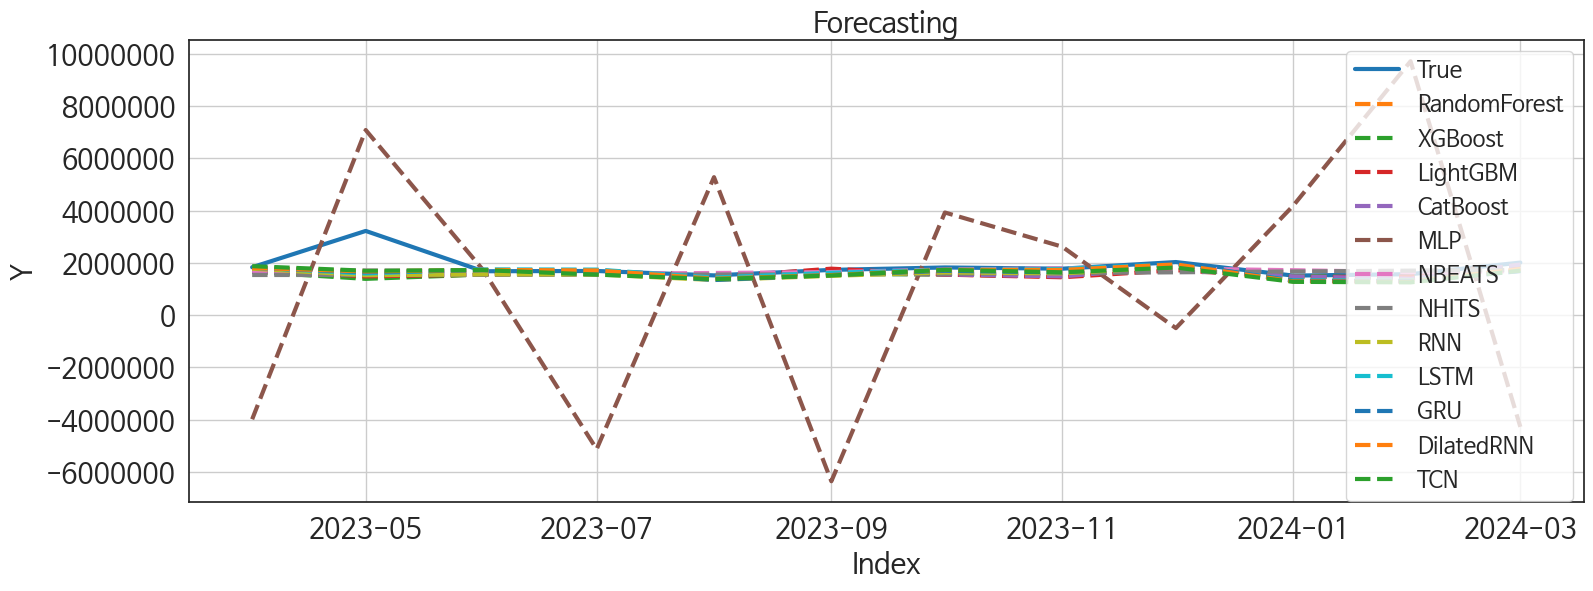 Forecasting
10000000
8000000
6000000
4000000
2000000
0
−2000000
−4000000
−6000000
Y
2023−05
2023−07
2023−09
2023−11
2024−01
2024−03
Index
True
RandomForest
XGBoost
LightGBM
CatBoost
MLP
NBEATS
NHITS
RNN
LSTM
GRU
DilatedRNN
TCN